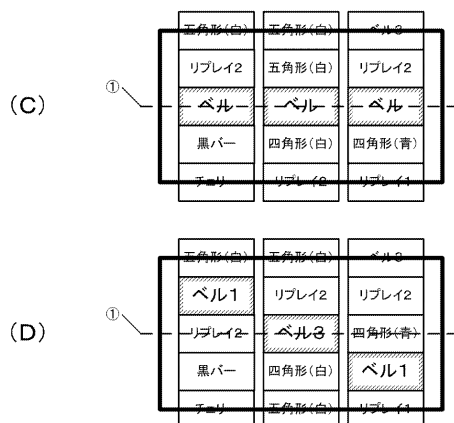 五角形(白) 五角形(白) ベル3
リプレイ2 五角形(白) リプレイ2
(C) ① ベル ベル ベル
黒バー 四角形(白) 四角形(青)
チェリー リプレイ2 リプレイ1
五角形(白) 五角形(白) ベル3
ベル1 リプレイ2 リプレイ2
(D) ① リプレイ2 ベル3 四角形(青)
黒バー 四角形(白) ベル1
チェリー 五角形(白) リプレイ1